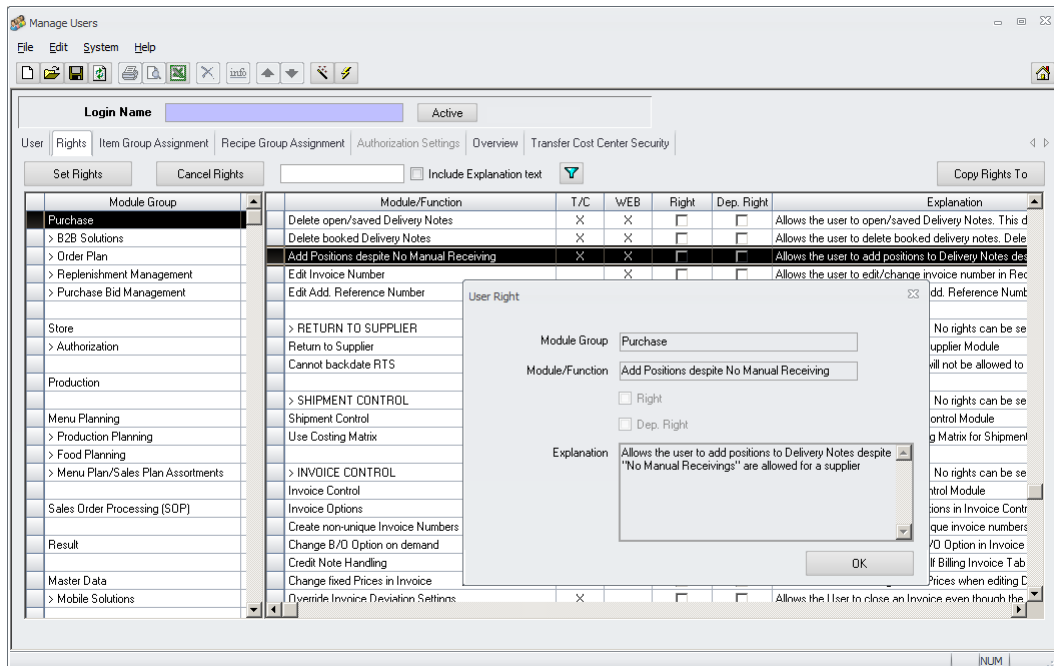 Manage Users
File Edit System Help
info
Login Name Active
User Rights Item Group Assignment Recipe Group Assignment Authorization Settings Overview Transfer Cost Center Security
Set Rights Cancel Rights Include Explanation text Copy Rights To
Module Group Module/Function T/C WEB Right Dep. Right Explanation
Purchase Delete open/saved Delivery Notes X X Allows the user to open/saved Delivery Notes. This d
> B2B Solutions Delete booked Delivery Notes X X Allows the user to delete booked delivery notes. Dele
> Order Plan Add Positions despite No Manual Receiving X X Allows the user to add positions to Delivery Notes des
> Replenishment Management Edit Invoice Number X Allows the user to edit/change invoice number in Rec
> Purchase Bid Management Edit Add. Reference Number dd. Reference Numb
User Right
Store > RETURN TO SUPPLIER No rights can be se
> Authorization Return to Supplier upplier Module
Module Group Purchase
Cannot backdate RTS will not be allowed to
Module/Function Add Positions despite No Manual Receiving
Production
Right
> SHIPMENT CONTROL No rights can be se
Menu Planning Shipment Control ontrol Module
Dep. Right
> Production Planning Use Costing Matrix g Matrix for Shipment
> Food Planning
Explanation Allows the user to add positions to Delivery Notes despite
"No Manual Receivings" are allowed for a supplier
> Menu Plan/Sales Plan Assortments > INVOICE CONTROL No rights can be se
Invoice Control ntrol Module
Sales Order Processing (SOP) Invoice Options ions in Invoice Contr
Create non-unique Invoice Numbers que invoice numbers
Result Change B/O Option on demand /O Option in Invoice
Credit Note Handling lf Billing Invoice Tab
OK
Master Data Change fixed Prices in Invoice Prices when editing D
> Mobile Solutions Override Invoice Deviation Settings X Allows the User to close an Invoice even though the
NUM